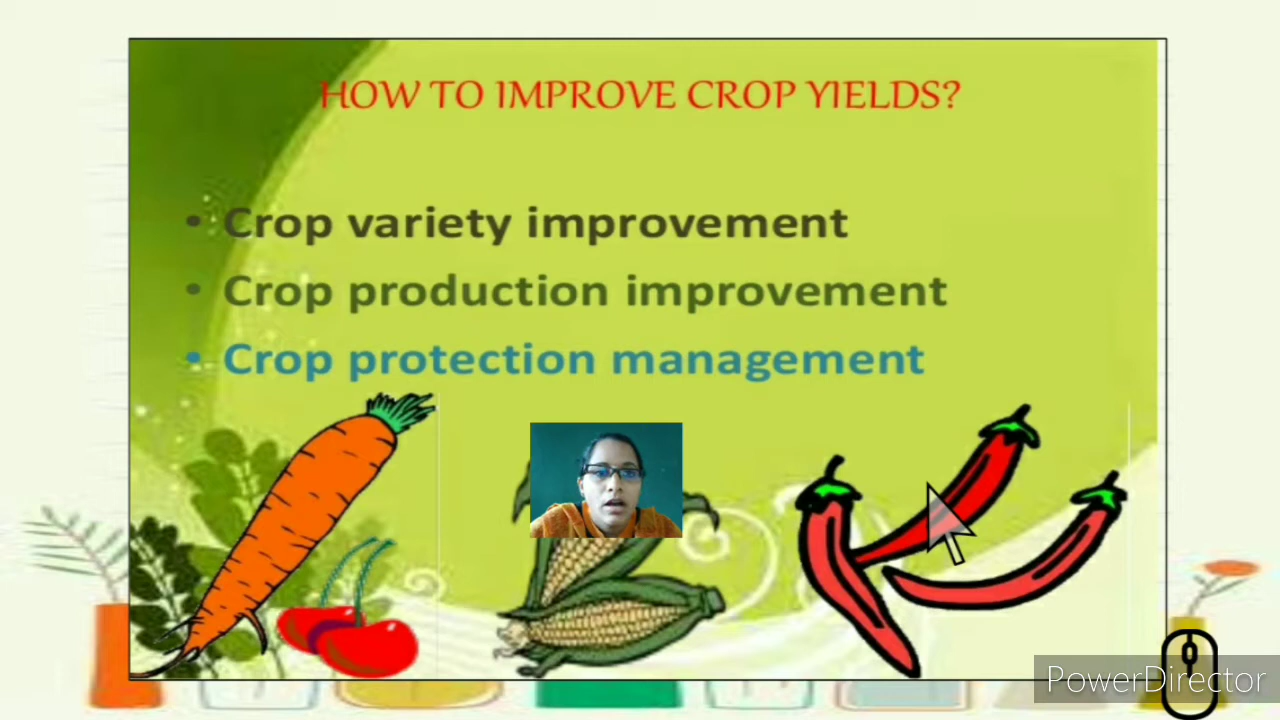 HOW TO IMPROVE CROP YIELDS?
• Crop variety improvement
• Crop production improvement
• Crop protection management
PowerDirector